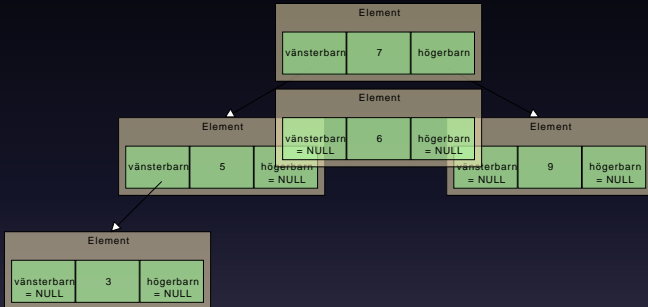 Element
vänsterbarn 7 högerbarn
Element
vänsterbarn 6 högerbarn
= NULL = NULL
Element
vänsterbarn 5 högerbarn
= NULL
Element
vänsterbarn 9 högerbarn
= NULL = NULL
Element
vänsterbarn 3 högerbarn
= NULL = NULL